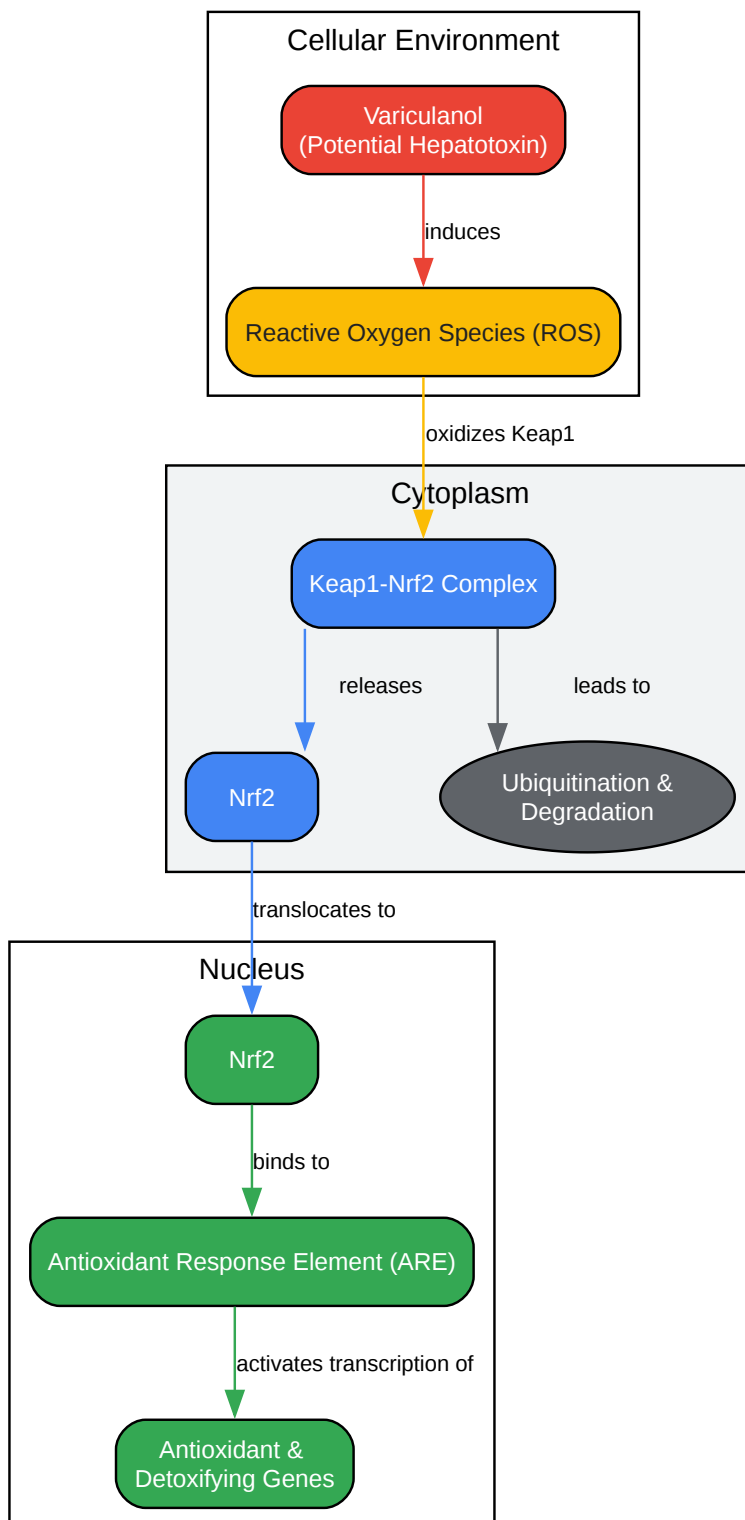 Cellular Environment
Variculanol
(Potential Hepatotoxin)
induces
Reactive Oxygen Species (ROS)
oxidizes Keap1
Cytoplasm
Keap1-Nrf2 Complex
releases
leads to
Nrf2
Ubiquitination &
Degradation
translocates to
Nucleus
Nrf2
binds to
Antioxidant Response Element (ARE)
activates transcription of
Antioxidant &
Detoxifying Genes